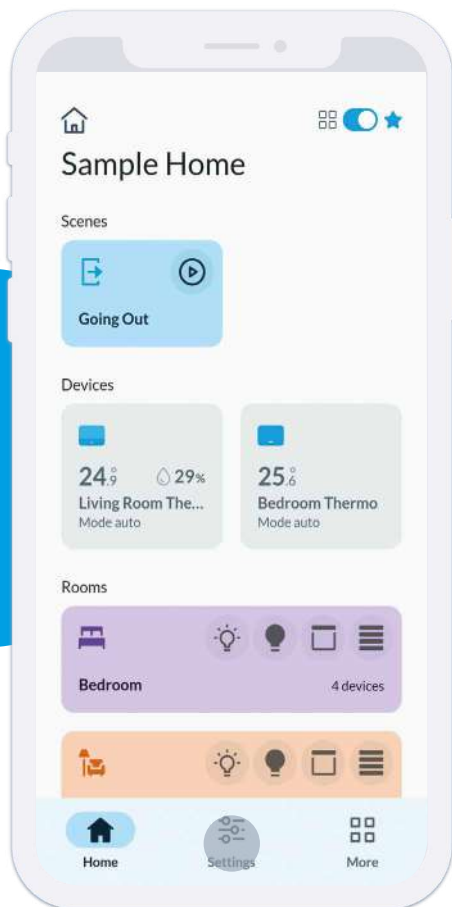 Sample Home
Scenes
Going Out
Devices
24.9° 29%
Living Room The...
Mode auto
25.6°
Bedroom Thermo
Mode auto
Rooms
Bedroom 4 devices
Home Settings More